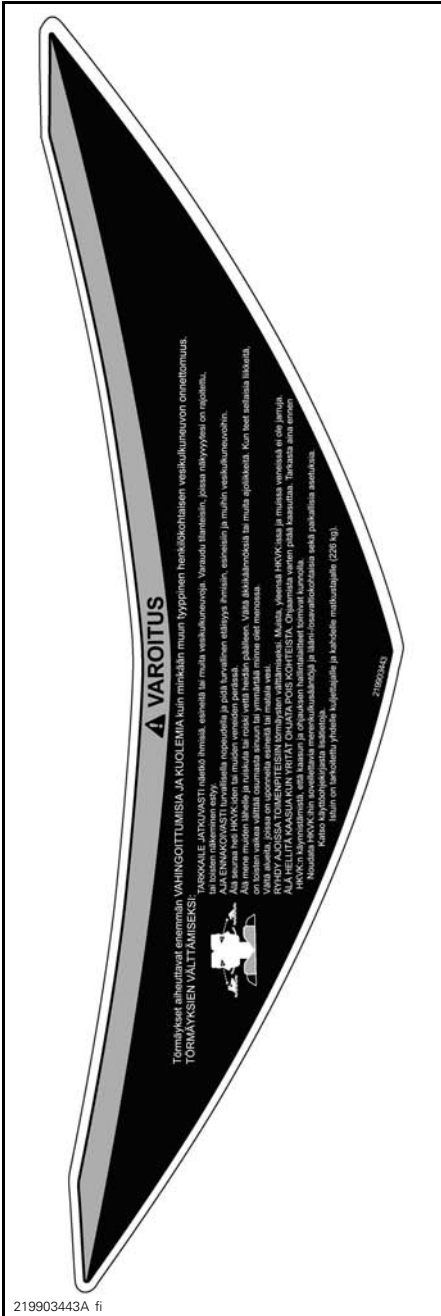 VAROITUS
Törmäykset aiheuttavat enemmän VAHINGOITTUMISIA JA KUOLEMIA kuin minkään muun tyyppinen henkilökohtaisen vesikulkuneuvon onnettomuus.
TÖRMÄYKSIEN VÄLTTÄMISEKSI:
TARKKAILE JATKUVASTI näetkö ihmisiä, esineitä tai muita vesikulkuneuvoja. Varaudu tilanteisiin, joissa näkyvyytesi on rajoitettu,
tai toisten näkeminen estyy.
AJA ENNAKOIVASTI turvallisella nopeudella ja pidä turvallinen etäisyys ihmisiin, esineisiin ja muihin vesikulkuneuvoihin.
Älä seuraa heti HKVK:iden tai muiden veneiden perässä.
Älä mene muiden lähelle ja ruiskuta tai roiski vettä heidän päälleen. Vältä äkkikäännöksiä tai muita ajoliikkeitä. Kun teet sellaisia liikkeitä,
on toisten vaikea välttää osumasta sinuun tai ymmärtää minne olet menossa.
Vältä alueita, joissa on uponneita esineitä tai matala vesi.
RYHDY AJOISSA TOIMENPITEISIIN törmäysten välttämiseksi. Muista, yleensä HKVK:issa ja muissa veneissä ei ole jarruja.
ÄLÄ HELLITÄ KAASUA KUN YRITÄT OHJATA POIS KOHTEISTA. Ohjaamista varten pitää kaasuttaa. Tarkasta aina ennen
HKVK:n käynnistämistä, että kaasun ja ohjauksen hallintalaitteet toimivat kunnolla.
Noudata HKVK:ihin sovellettavia merenkulkusääntöjä ja lääni-/osavaltiokohtaisia sekä paikallisia asetuksia.
Katso käyttöohjekirjasta lisätietoja.
Istuin on tarkoitettu yhdelle kuljettajalle ja kahdelle matkustajalle (226 kg).
219903443
219903443A fi